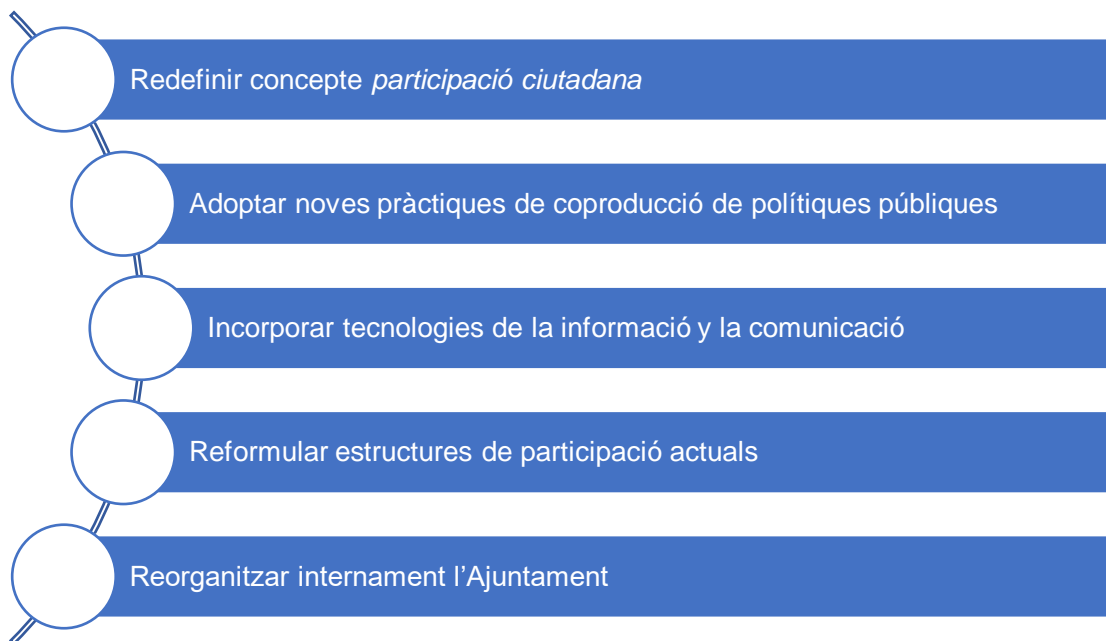 Redefinir concepte participació ciutadana
Adoptar noves pràctiques de coproducció de polítiques públiques
Incorporar tecnologies de la informació y la comunicació
Reformular estructures de participació actuals
Reorganitzar internament l’Ajuntament